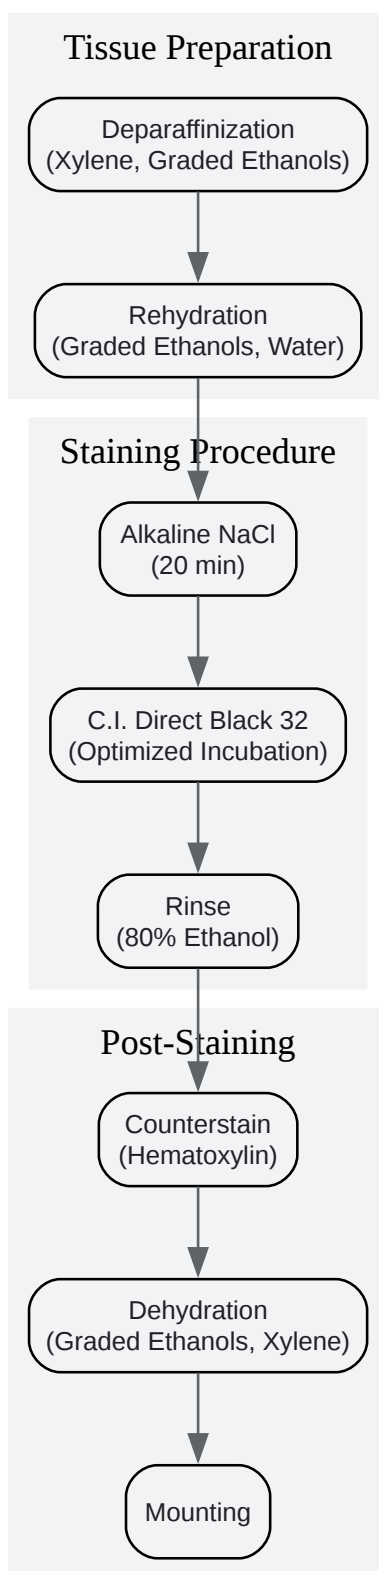 Tissue Preparation
Deparaffinization
(Xylene, Graded Ethanols)
Rehydration
(Graded Ethanols, Water)
Staining Procedure
Alkaline NaCl
(20 min)
C.I. Direct Black 32
(Optimized Incubation)
Rinse
(80% Ethanol)
Post-Staining
Counterstain
(Hematoxylin)
Dehydration
(Graded Ethanols, Xylene)
Mounting